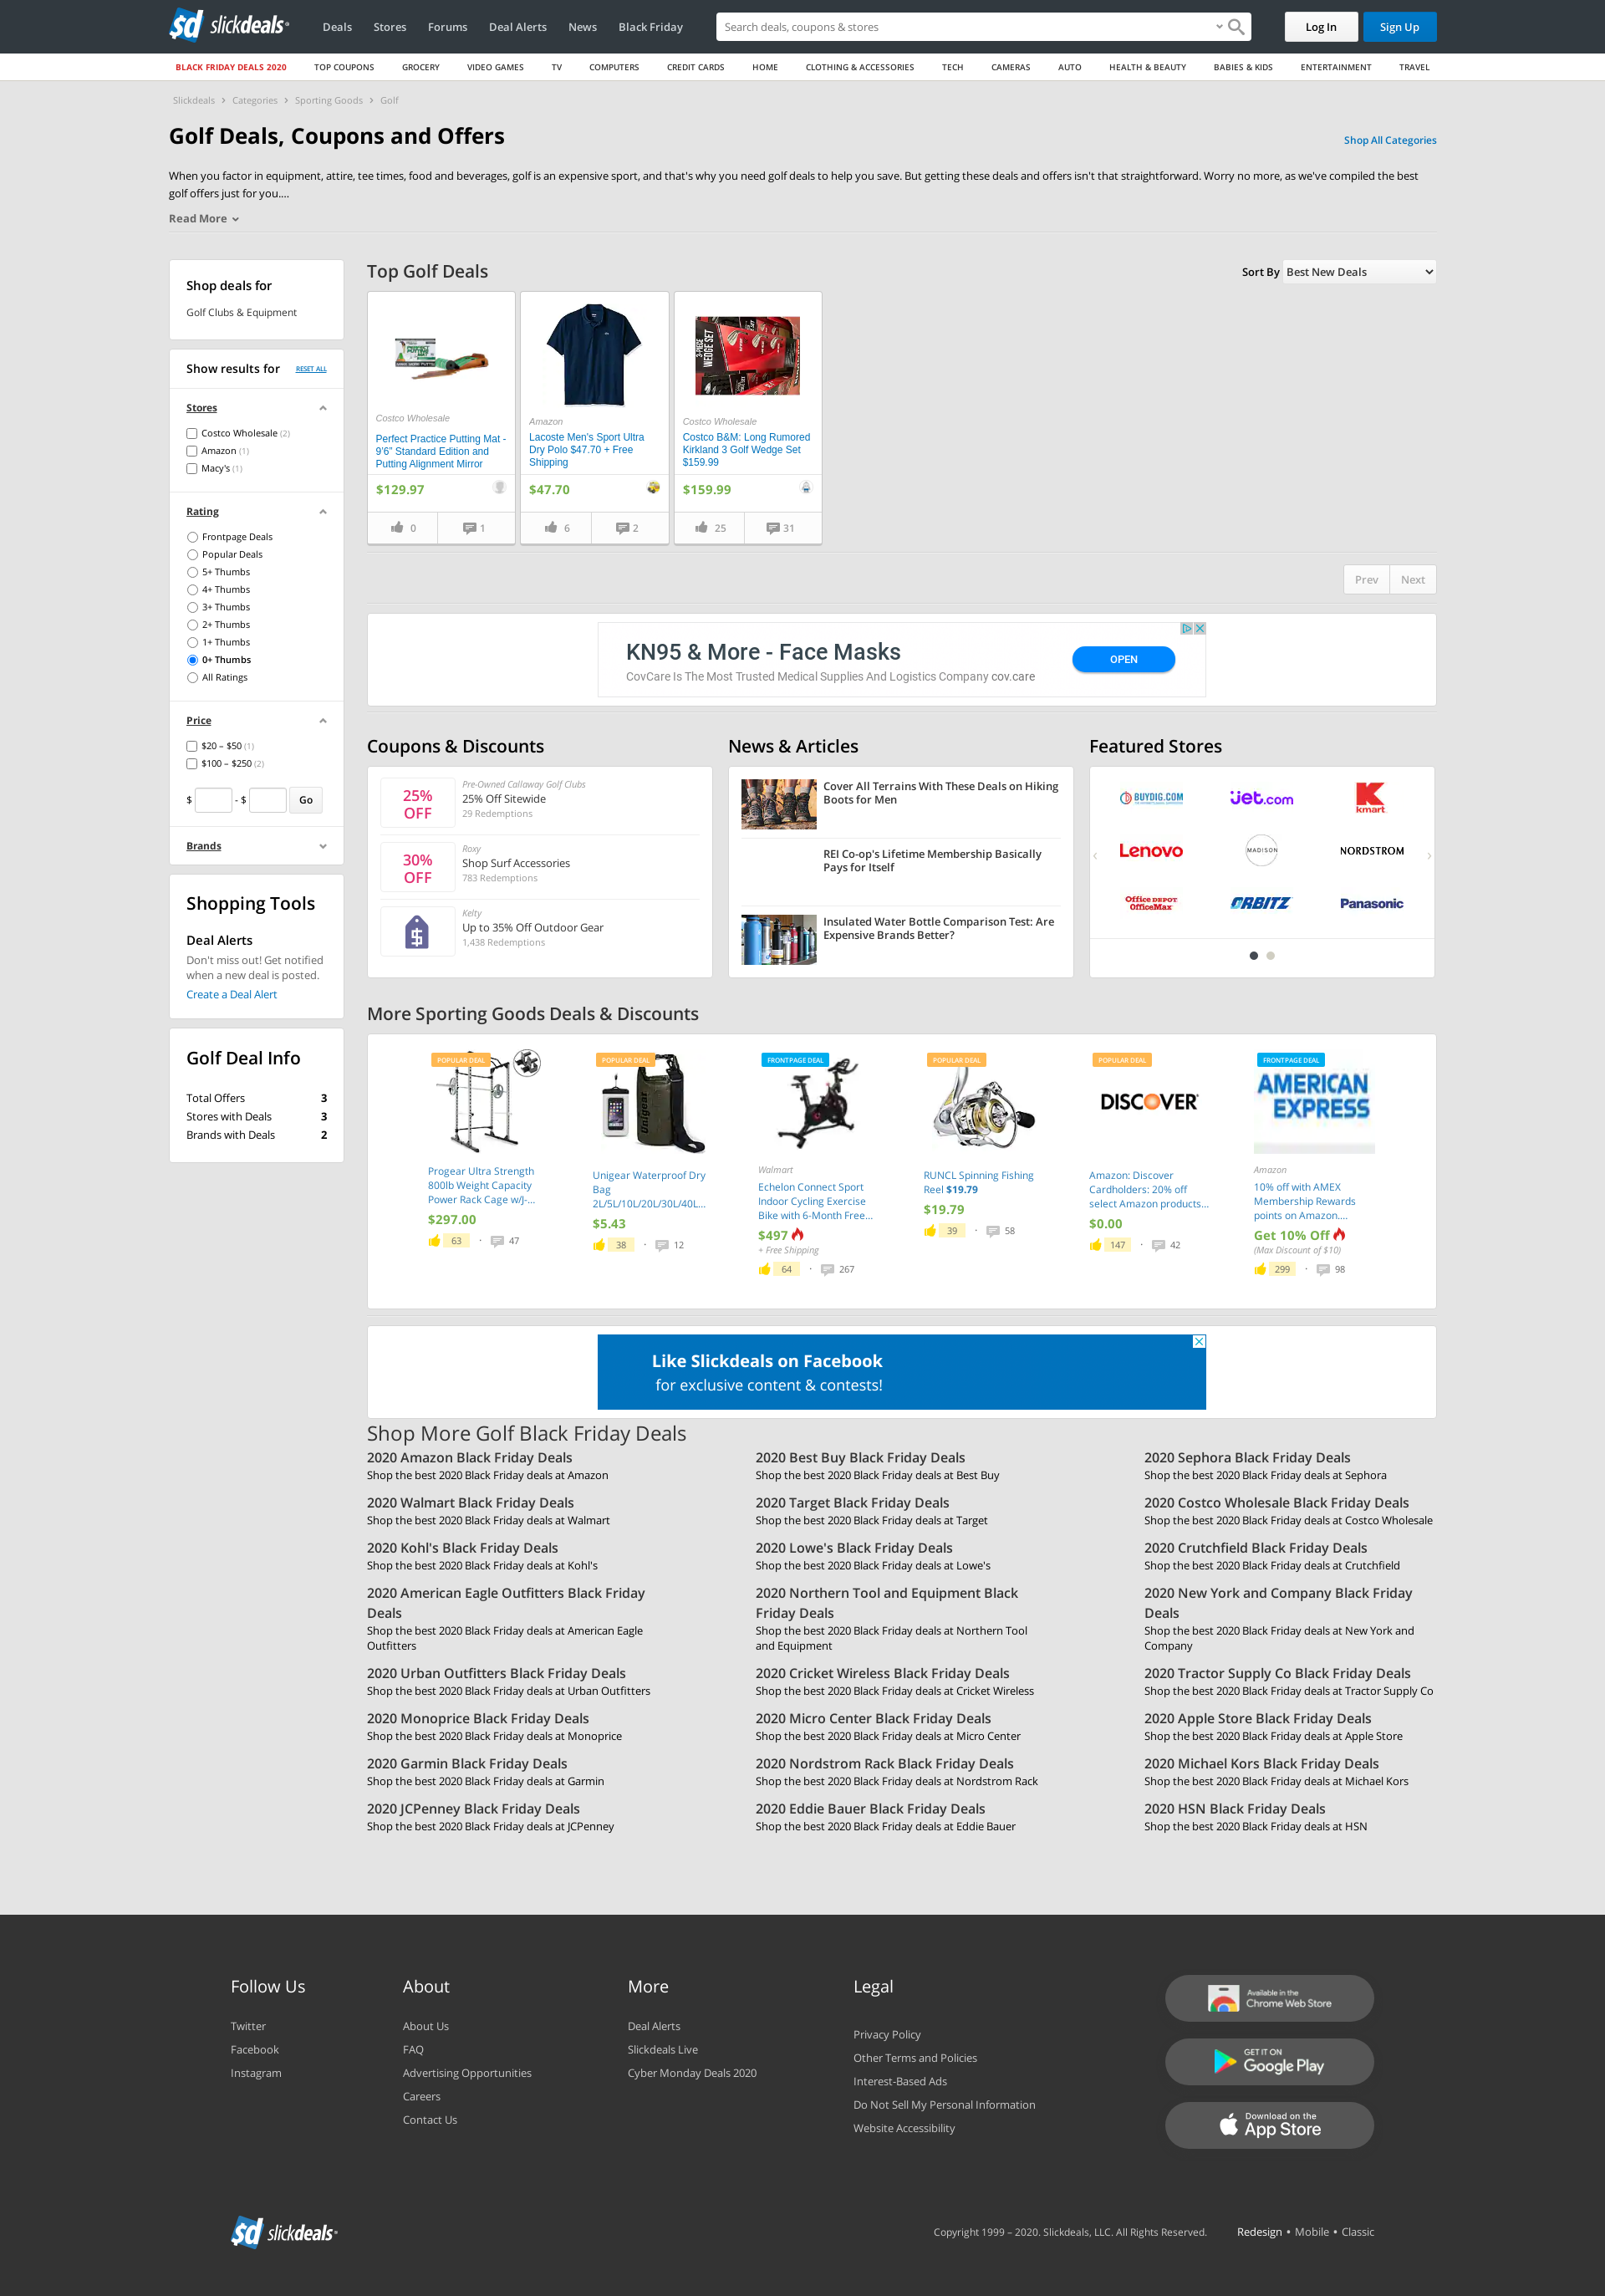 sd slickdeals
Deals Stores Forums Deal Alerts News Black Friday
Search deals, coupons & stores
Log In Sign Up
BLACK FRIDAY DEALS 2020 TOP COUPONS GROCERY VIDEO GAMES TV COMPUTERS CREDIT CARDS HOME CLOTHING & ACCESSORIES TECH CAMERAS AUTO HEALTH & BEAUTY BABIES & KIDS ENTERTAINMENT TRAVEL
Slickdeals › Categories › Sporting Goods › Golf
Golf Deals, Coupons and Offers
Shop All Categories
When you factor in equipment, attire, tee times, food and beverages, golf is an expensive sport, and that's why you need golf deals to help you save. But getting these deals and offers isn't that straightforward. Worry no more, as we've compiled the best
golf offers just for you....
Read More
Shop deals for
Golf Clubs & Equipment
Show results for RESET ALL
Stores
Costco Wholesale (2)
Amazon (1)
Macy's (1)
Rating
Frontpage Deals
Popular Deals
5+ Thumbs
4+ Thumbs
3+ Thumbs
2+ Thumbs
1+ Thumbs
0+ Thumbs
All Ratings
Price
$20 – $50 (1)
$100 – $250 (2)
$ - $ Go
Brands
Shopping Tools
Deal Alerts
Don't miss out! Get notified
when a new deal is posted.
Create a Deal Alert
Golf Deal Info
Total Offers 3
Stores with Deals 3
Brands with Deals 2
Top Golf Deals
Sort By Best New Deals
Costco Wholesale
Perfect Practice Putting Mat -
9'6" Standard Edition and
Putting Alignment Mirror
$129.97
0 1
Amazon
Lacoste Men's Sport Ultra
Dry Polo $47.70 + Free
Shipping
$47.70
6 2
3-PIECE
WEDGE SET
Costco Wholesale
Costco B&M: Long Rumored
Kirkland 3 Golf Wedge Set
$159.99
$159.99
25 31
Prev Next
KN95 & More - Face Masks
CovCare Is The Most Trusted Medical Supplies And Logistics Company cov.care
OPEN
Coupons & Discounts
25%
OFF
Pre-Owned Callaway Golf Clubs
25% Off Sitewide
29 Redemptions
30%
OFF
Roxy
Shop Surf Accessories
783 Redemptions
Kelty
Up to 35% Off Outdoor Gear
1,438 Redemptions
News & Articles
Cover All Terrains With These Deals on Hiking
Boots for Men
REI Co-op's Lifetime Membership Basically
Pays for Itself
Insulated Water Bottle Comparison Test: Are
Expensive Brands Better?
Featured Stores
BUYDIG.COM
jet.com
kmart
Lenovo
MADISON
NORDSTROM
Office DEPOT
OfficeMax
ORBITZ
Panasonic
More Sporting Goods Deals & Discounts
POPULAR DEAL
Progear Ultra Strength
800lb Weight Capacity
Power Rack Cage w/J-...
$297.00
63 · 47
POPULAR DEAL
Unigear
Unigear Waterproof Dry
Bag
2L/5L/10L/20L/30L/40L...
$5.43
38 · 12
FRONTPAGE DEAL
Walmart
Echelon Connect Sport
Indoor Cycling Exercise
Bike with 6-Month Free...
$497
+ Free Shipping
64 · 267
POPULAR DEAL
RUNCL Spinning Fishing
Reel $19.79
$19.79
39 · 58
POPULAR DEAL
DISCOVER
Amazon: Discover
Cardholders: 20% off
select Amazon products...
$0.00
147 · 42
FRONTPAGE DEAL
AMERICAN
EXPRESS
Amazon
10% off with AMEX
Membership Rewards
points on Amazon....
Get 10% Off
(Max Discount of $10)
299 · 98
Like Slickdeals on Facebook
for exclusive content & contests!
Shop More Golf Black Friday Deals
2020 Amazon Black Friday Deals
Shop the best 2020 Black Friday deals at Amazon
2020 Best Buy Black Friday Deals
Shop the best 2020 Black Friday deals at Best Buy
2020 Sephora Black Friday Deals
Shop the best 2020 Black Friday deals at Sephora
2020 Walmart Black Friday Deals
Shop the best 2020 Black Friday deals at Walmart
2020 Target Black Friday Deals
Shop the best 2020 Black Friday deals at Target
2020 Costco Wholesale Black Friday Deals
Shop the best 2020 Black Friday deals at Costco Wholesale
2020 Kohl's Black Friday Deals
Shop the best 2020 Black Friday deals at Kohl's
2020 Lowe's Black Friday Deals
Shop the best 2020 Black Friday deals at Lowe's
2020 Crutchfield Black Friday Deals
Shop the best 2020 Black Friday deals at Crutchfield
2020 American Eagle Outfitters Black Friday
Deals
Shop the best 2020 Black Friday deals at American Eagle
Outfitters
2020 Northern Tool and Equipment Black
Friday Deals
Shop the best 2020 Black Friday deals at Northern Tool
and Equipment
2020 New York and Company Black Friday
Deals
Shop the best 2020 Black Friday deals at New York and
Company
2020 Urban Outfitters Black Friday Deals
Shop the best 2020 Black Friday deals at Urban Outfitters
2020 Cricket Wireless Black Friday Deals
Shop the best 2020 Black Friday deals at Cricket Wireless
2020 Tractor Supply Co Black Friday Deals
Shop the best 2020 Black Friday deals at Tractor Supply Co
2020 Monoprice Black Friday Deals
Shop the best 2020 Black Friday deals at Monoprice
2020 Micro Center Black Friday Deals
Shop the best 2020 Black Friday deals at Micro Center
2020 Apple Store Black Friday Deals
Shop the best 2020 Black Friday deals at Apple Store
2020 Garmin Black Friday Deals
Shop the best 2020 Black Friday deals at Garmin
2020 Nordstrom Rack Black Friday Deals
Shop the best 2020 Black Friday deals at Nordstrom Rack
2020 Michael Kors Black Friday Deals
Shop the best 2020 Black Friday deals at Michael Kors
2020 JCPenney Black Friday Deals
Shop the best 2020 Black Friday deals at JCPenney
2020 Eddie Bauer Black Friday Deals
Shop the best 2020 Black Friday deals at Eddie Bauer
2020 HSN Black Friday Deals
Shop the best 2020 Black Friday deals at HSN
Follow Us
Twitter
Facebook
Instagram
About
About Us
FAQ
Advertising Opportunities
Careers
Contact Us
More
Deal Alerts
Slickdeals Live
Cyber Monday Deals 2020
Legal
Privacy Policy
Other Terms and Policies
Interest-Based Ads
Do Not Sell My Personal Information
Website Accessibility
Available in the
Chrome Web Store
GET IT ON
Google Play
Download on the
App Store
sd slickdeals
Copyright 1999 – 2020. Slickdeals, LLC. All Rights Reserved.
Redesign • Mobile • Classic